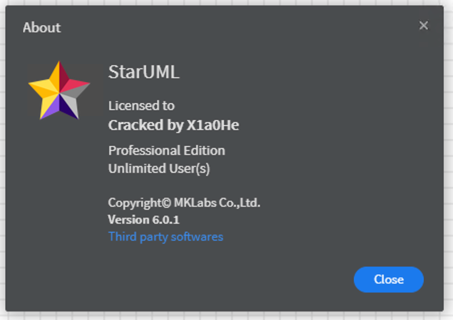 About
StarUML
Licensed to
Cracked by X1a0He
Professional Edition
Unlimited User(s)
Copyright© MKLabs Co.,Ltd.
Version 6.0.1
Third party softwares
Close